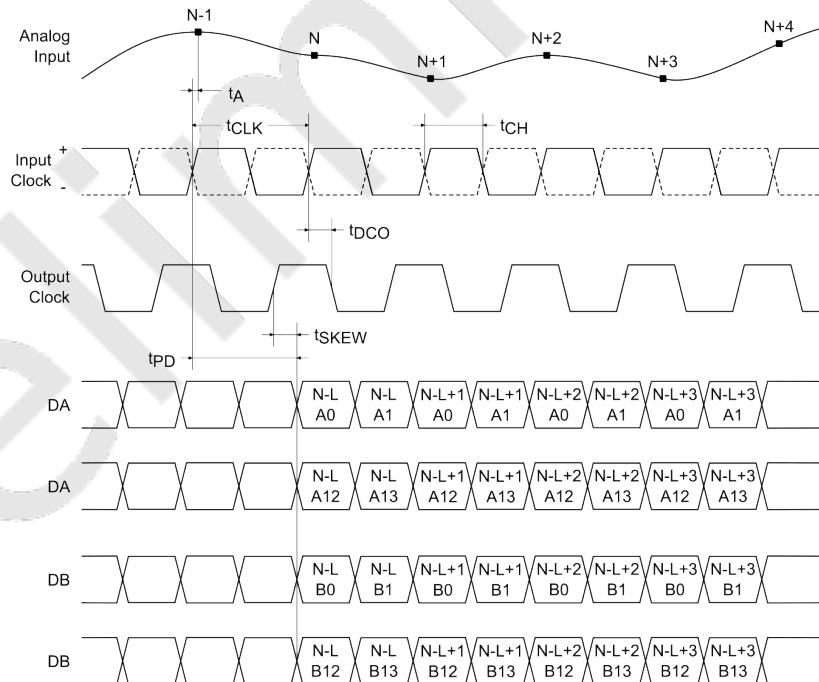 N-1
N+4
Analog Input
N
N+2
N+1
N+3
tA
tCLK
tCH
Input Clock
+
-
tDCO
Output Clock
tSKEW
tPD
DA
N-L A0
N-L A1
N-L+1 A0
N-L+1 A1
N-L+2 A0
N-L+2 A1
N-L+3 A0
N-L+3 A1
DA
N-L A12
N-L A13
N-L+1 A12
N-L+1 A13
N-L+2 A12
N-L+2 A13
N-L+3 A12
N-L+3 A13
DB
N-L B0
N-L B1
N-L+1 B0
N-L+1 B1
N-L+2 B0
N-L+2 B1
N-L+3 B0
N-L+3 B1
DB
N-L B12
N-L B13
N-L+1 B12
N-L+1 B13
N-L+2 B12
N-L+2 B13
N-L+3 B12
N-L+3 B13
elim